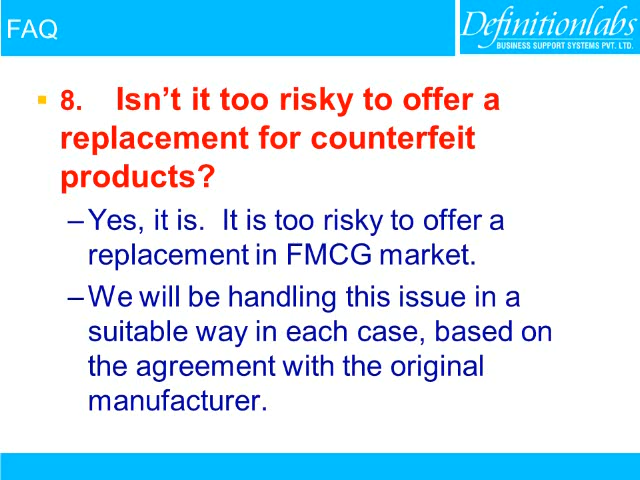 FAQ
Definitionlabs
BUSINESS SUPPORT SYSTEMS PVT. LTD.
▪ 8. Isn’t it too risky to offer a
replacement for counterfeit
products?
–Yes, it is. It is too risky to offer a
replacement in FMCG market.
–We will be handling this issue in a
suitable way in each case, based on
the agreement with the original
manufacturer.